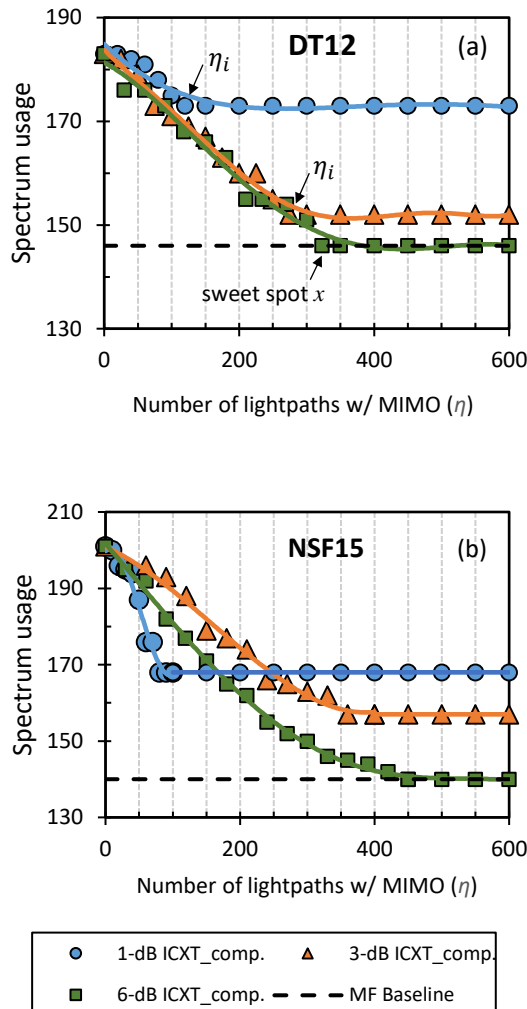 190
DT12
(a)
ηi
170
Spectrum usage
ηi
150
sweet spot x
130
0 200 400 600
Number of lightpaths w/ MIMO (η)
210
NSF15
(b)
190
Spectrum usage
170
150
130
0 200 400 600
Number of lightpaths w/ MIMO (η)
1-dB ICXT_comp. 3-dB ICXT_comp.
6-dB ICXT_comp. MF Baseline